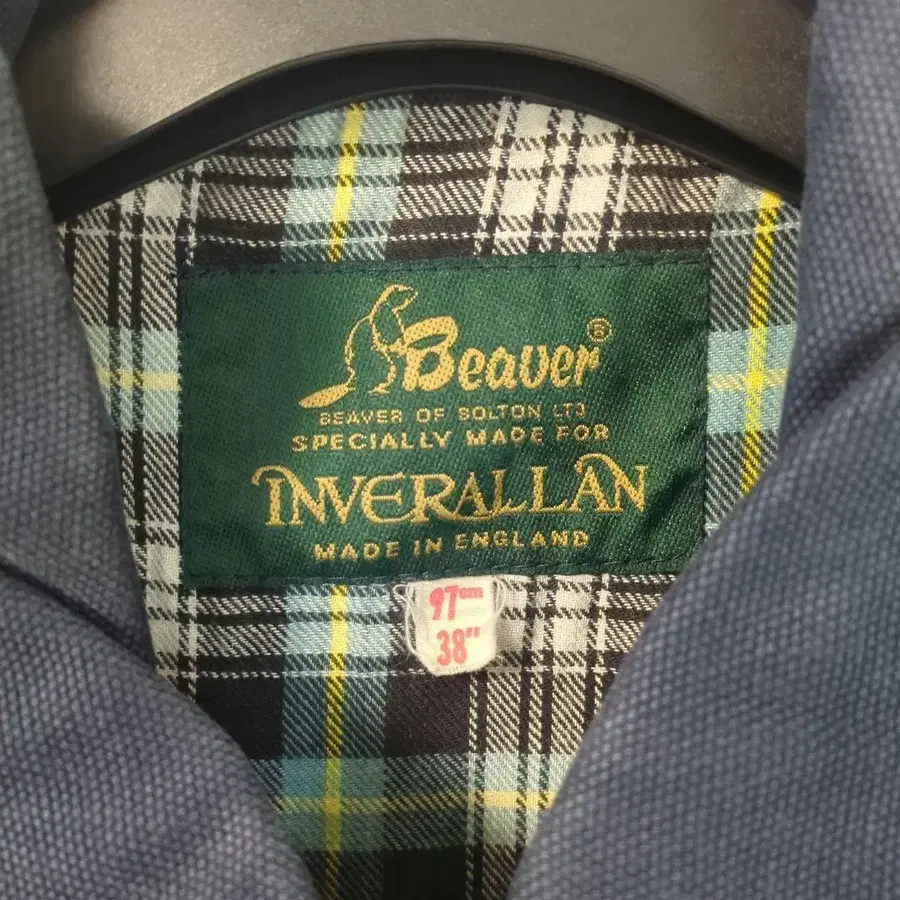 Beaver®
BEAVER OF BOLTON LTD
SPECIALLY MADE FOR
INVERALLAN
MADE IN ENGLAND
97cm
38"